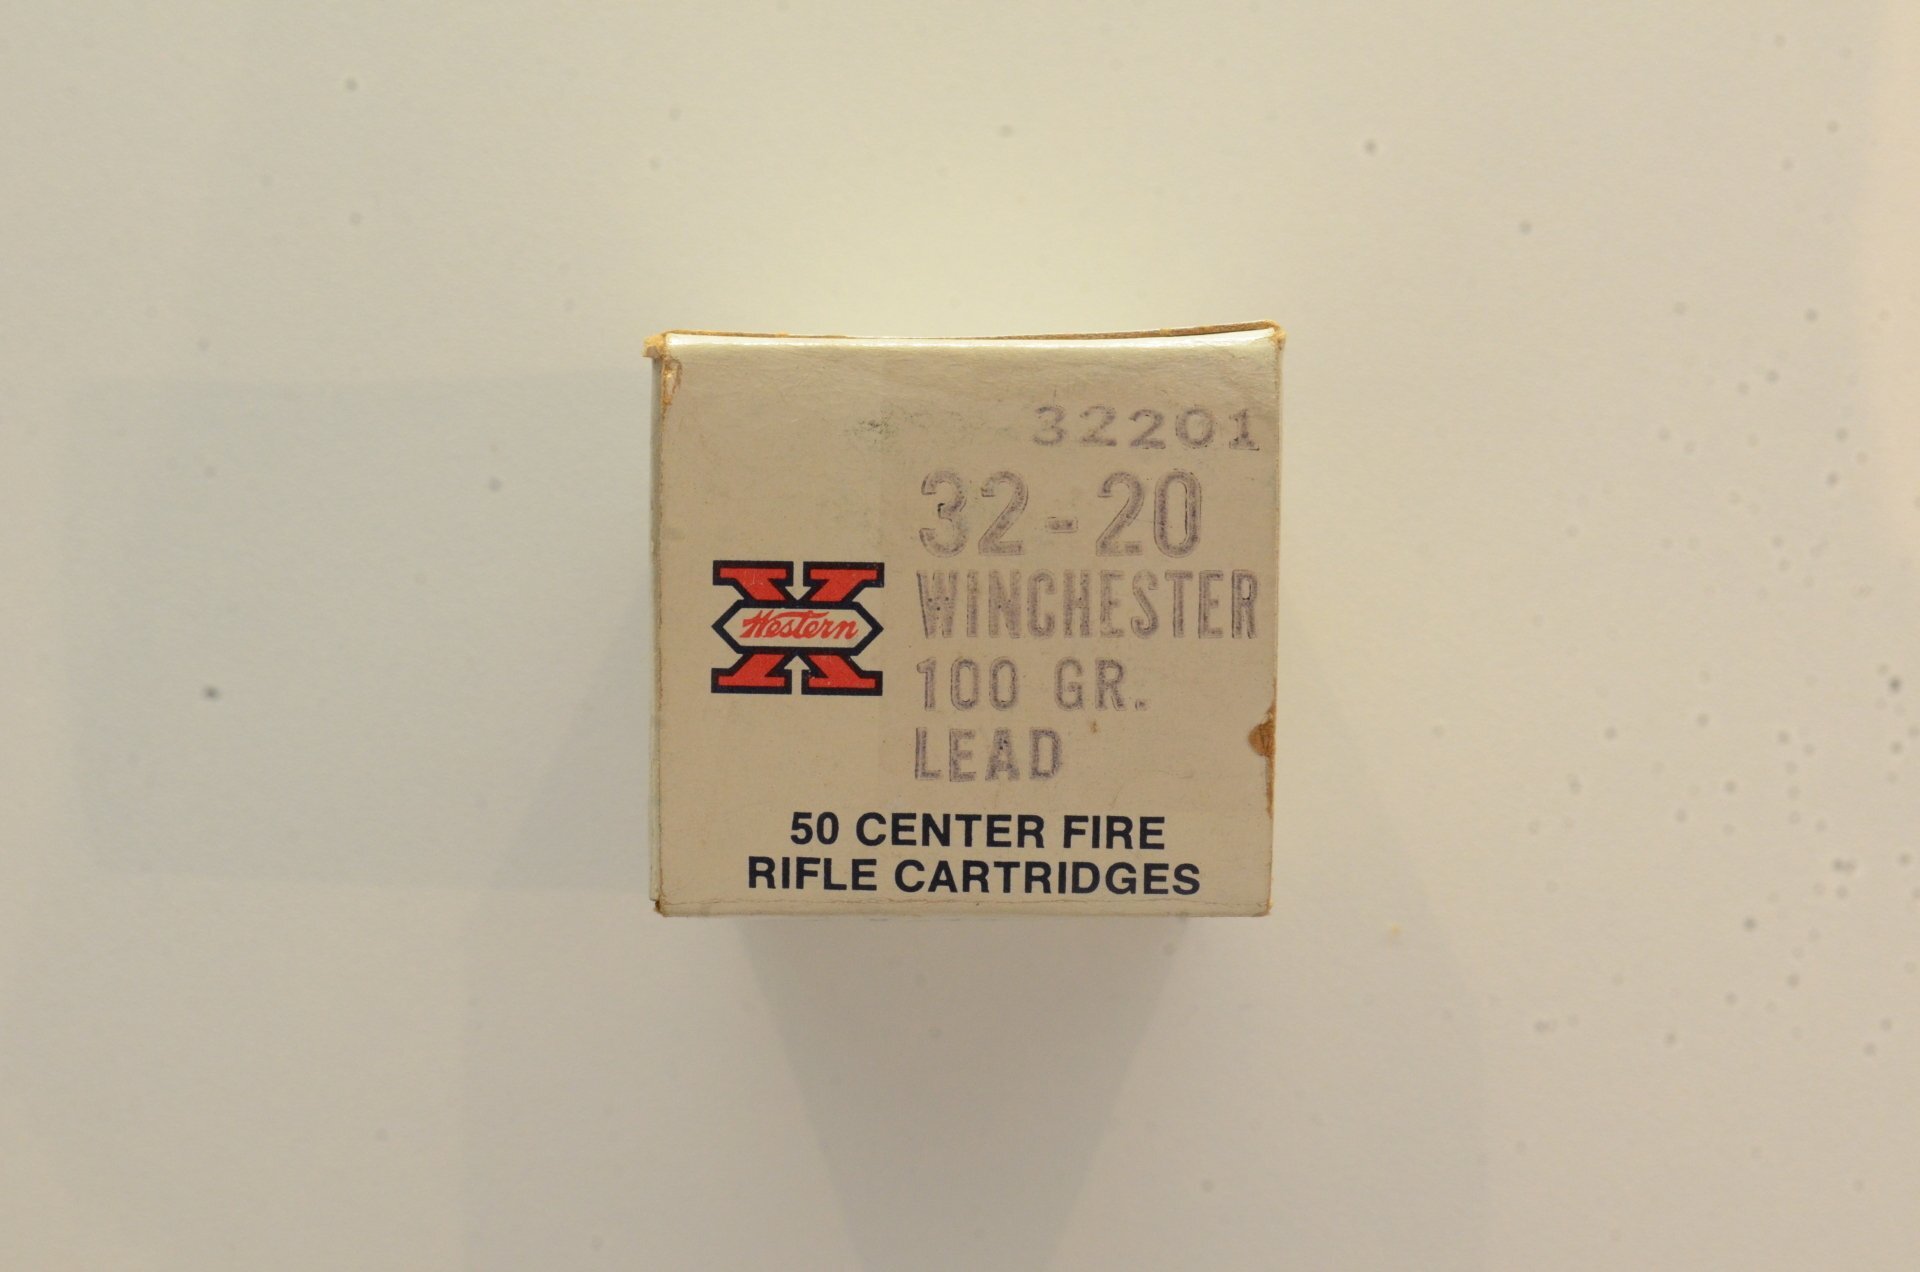 32201
32-20
WINCHESTER
100 GR.
LEAD
X
Western
50 CENTER FIRE
RIFLE CARTRIDGES